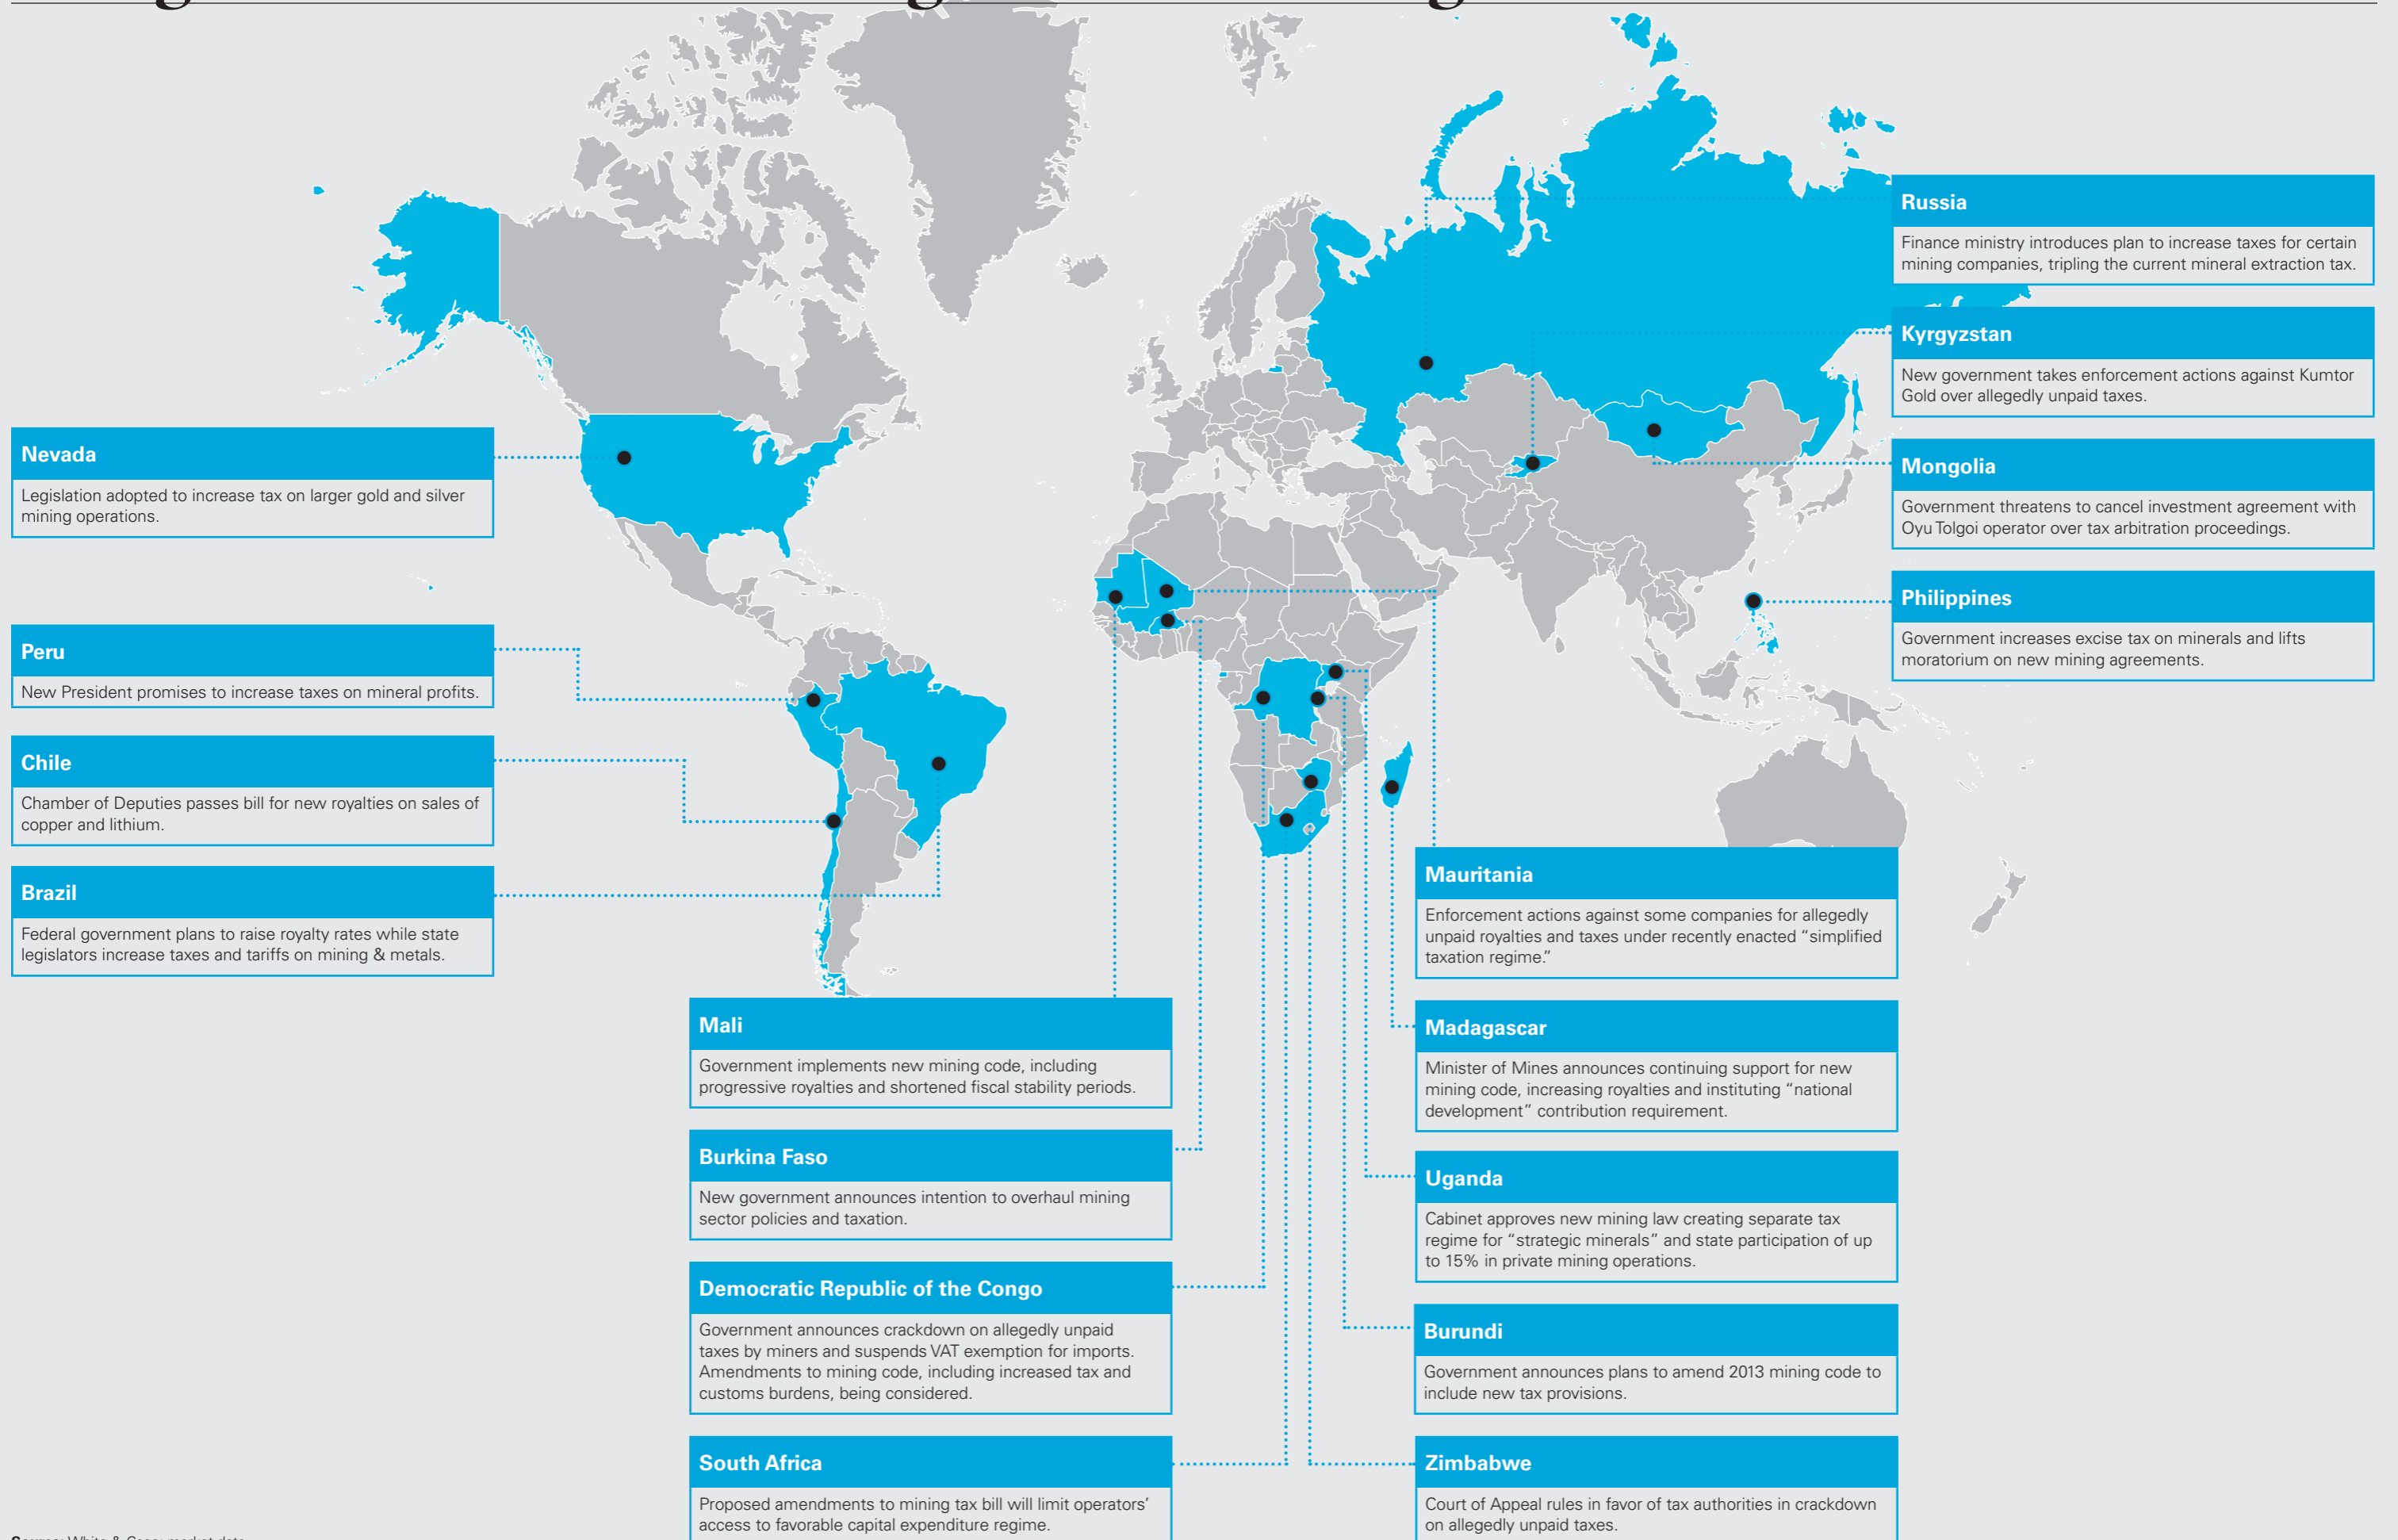 Nevada
Legislation adopted to increase tax on larger gold and silver
mining operations.
Peru
New President promises to increase taxes on mineral profits.
Chile
Chamber of Deputies passes bill for new royalties on sales of
copper and lithium.
Brazil
Federal government plans to raise royalty rates while state
legislators increase taxes and tariffs on mining & metals.
Russia
Finance ministry introduces plan to increase taxes for certain
mining companies, tripling the current mineral extraction tax.
Kyrgyzstan
New government takes enforcement actions against Kumtor
Gold over allegedly unpaid taxes.
Mongolia
Government threatens to cancel investment agreement with
Oyu Tolgoi operator over tax arbitration proceedings.
Philippines
Government increases excise tax on minerals and lifts
moratorium on new mining agreements.
Mali
Government implements new mining code, including
progressive royalties and shortened fiscal stability periods.
Burkina Faso
New government announces intention to overhaul mining
sector policies and taxation.
Democratic Republic of the Congo
Government announces crackdown on allegedly unpaid
taxes by miners and suspends VAT exemption for imports.
Amendments to mining code, including increased tax and
customs burdens, being considered.
South Africa
Proposed amendments to mining tax bill will limit operators’
access to favorable capital expenditure regime.
Mauritania
Enforcement actions against some companies for allegedly
unpaid royalties and taxes under recently enacted “simplified
taxation regime.”
Madagascar
Minister of Mines announces continuing support for new
mining code, increasing royalties and instituting “national
development” contribution requirement.
Uganda
Cabinet approves new mining law creating separate tax
regime for “strategic minerals” and state participation of up
to 15% in private mining operations.
Burundi
Government announces plans to amend 2013 mining code to
include new tax provisions.
Zimbabwe
Court of Appeal rules in favor of tax authorities in crackdown
on allegedly unpaid taxes.
Source: White & Case; market data